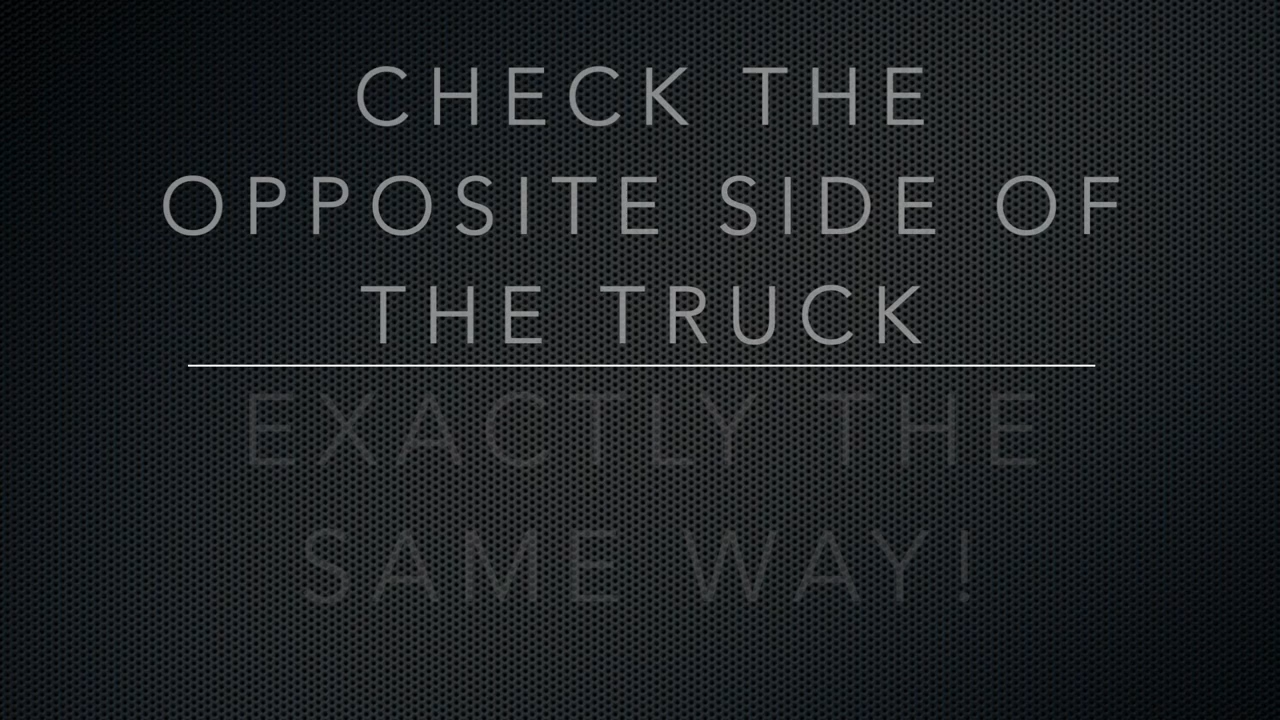 CHECK THE
OPPOSITE SIDE OF
THE TRUCK
EXACTLY THE
SAME WAY!